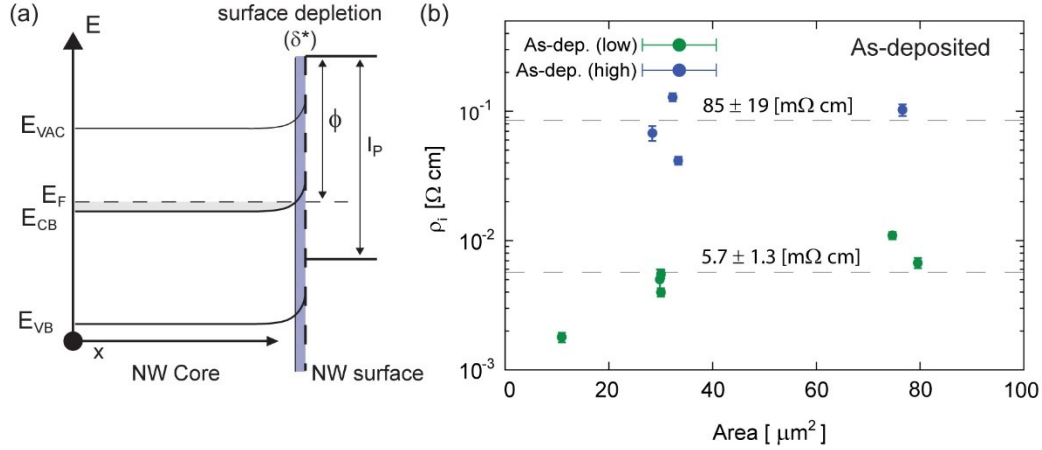 (a)
E
surface depletion
(δ*)
E_VAC
ϕ
I_P
E_F
E_CB
E_VB
x
NW Core
NW surface
(b)
As-dep. (low)
As-dep. (high)
As-deposited
10^-1
10^-2
10^-3
ρ_i [Ω cm]
85 ± 19 [mΩ cm]
5.7 ± 1.3 [mΩ cm]
0 20 40 60 80 100
Area [ μm^2 ]